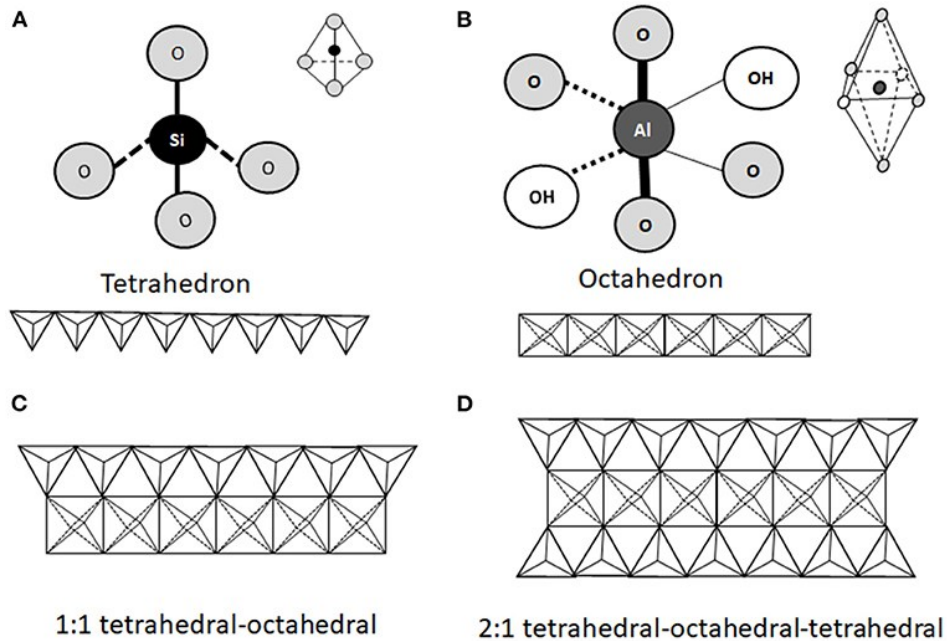 A
O
Si
O
O
O
Tetrahedron
B
O
O
OH
Al
OH
O
O
Octahedron
C
1:1 tetrahedral-octahedral
D
2:1 tetrahedral-octahedral-tetrahedral